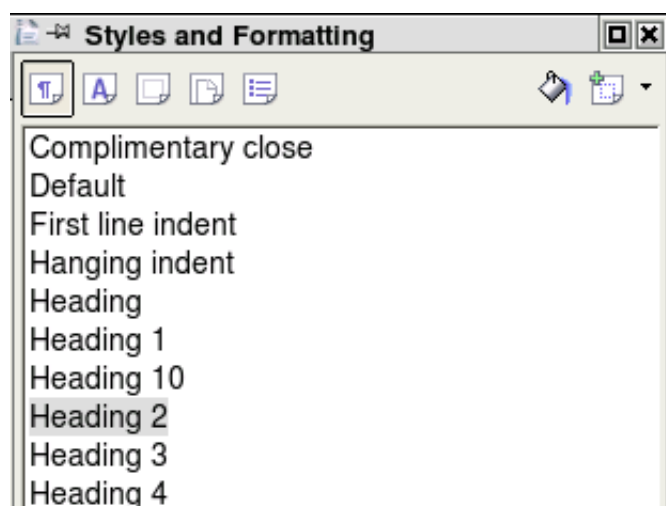 Styles and Formatting
Complimentary close
Default
First line indent
Hanging indent
Heading
Heading 1
Heading 10
Heading 2
Heading 3
Heading 4